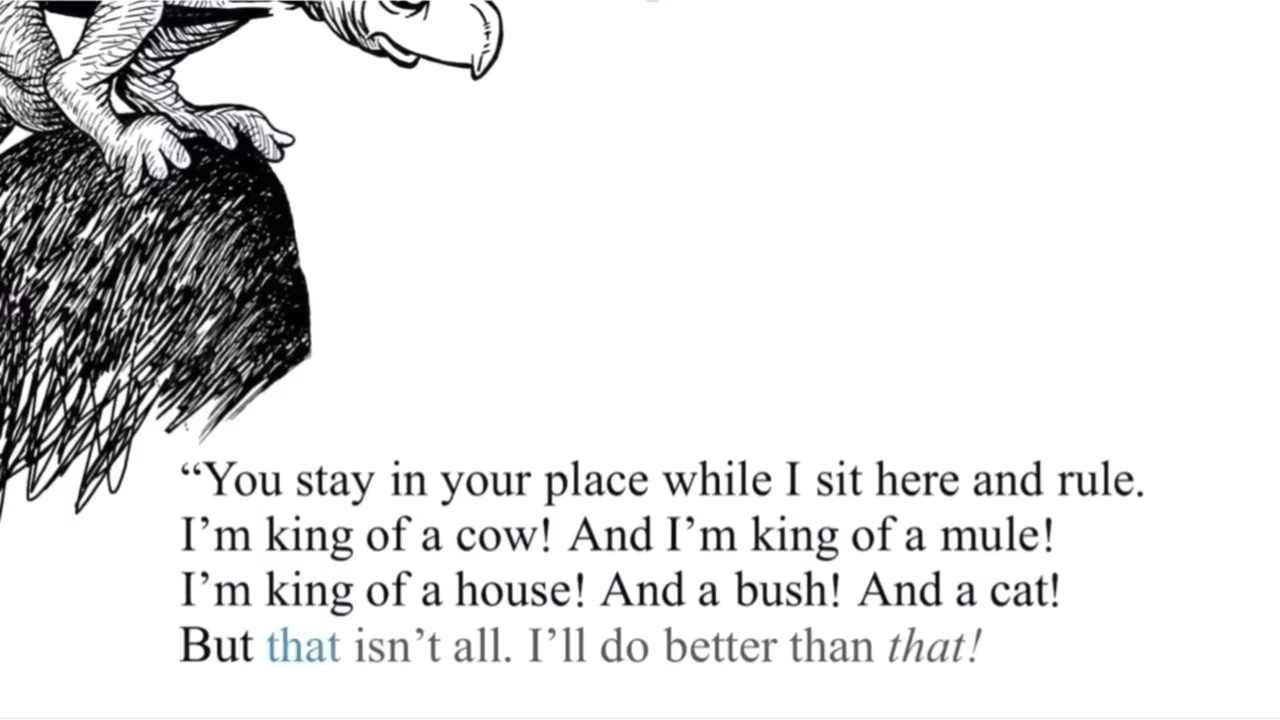 “You stay in your place while I sit here and rule.
I’m king of a cow! And I’m king of a mule!
I’m king of a house! And a bush! And a cat!
But that isn’t all. I’ll do better than that!